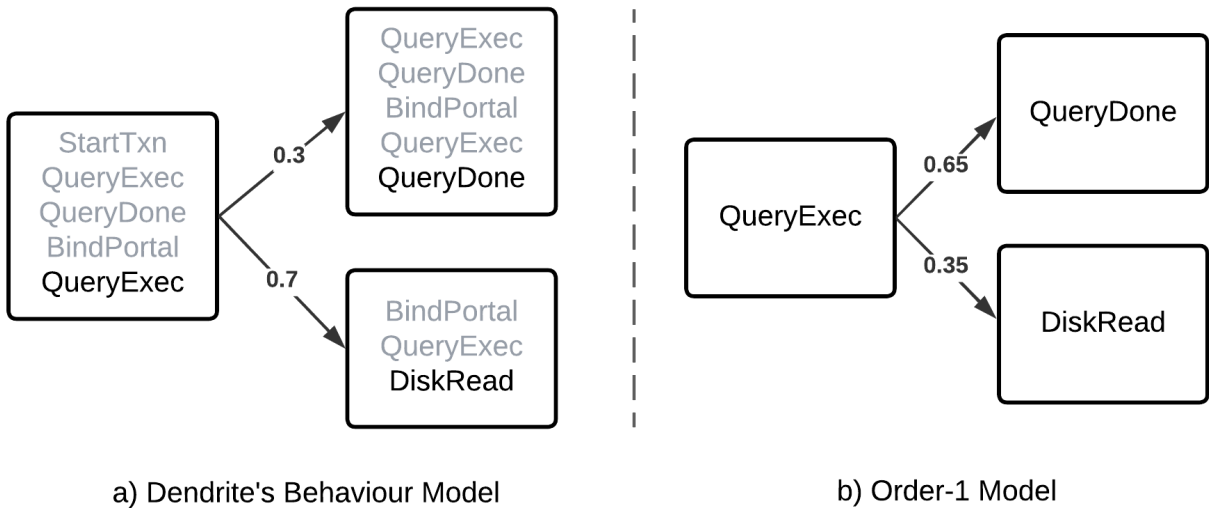 StartTxn
QueryExec
QueryDone
BindPortal
QueryExec
0.3
0.7
QueryExec
QueryDone
BindPortal
QueryExec
QueryDone
BindPortal
QueryExec
DiskRead
a) Dendrite's Behaviour Model
QueryExec
0.65
0.35
QueryDone
DiskRead
b) Order-1 Model